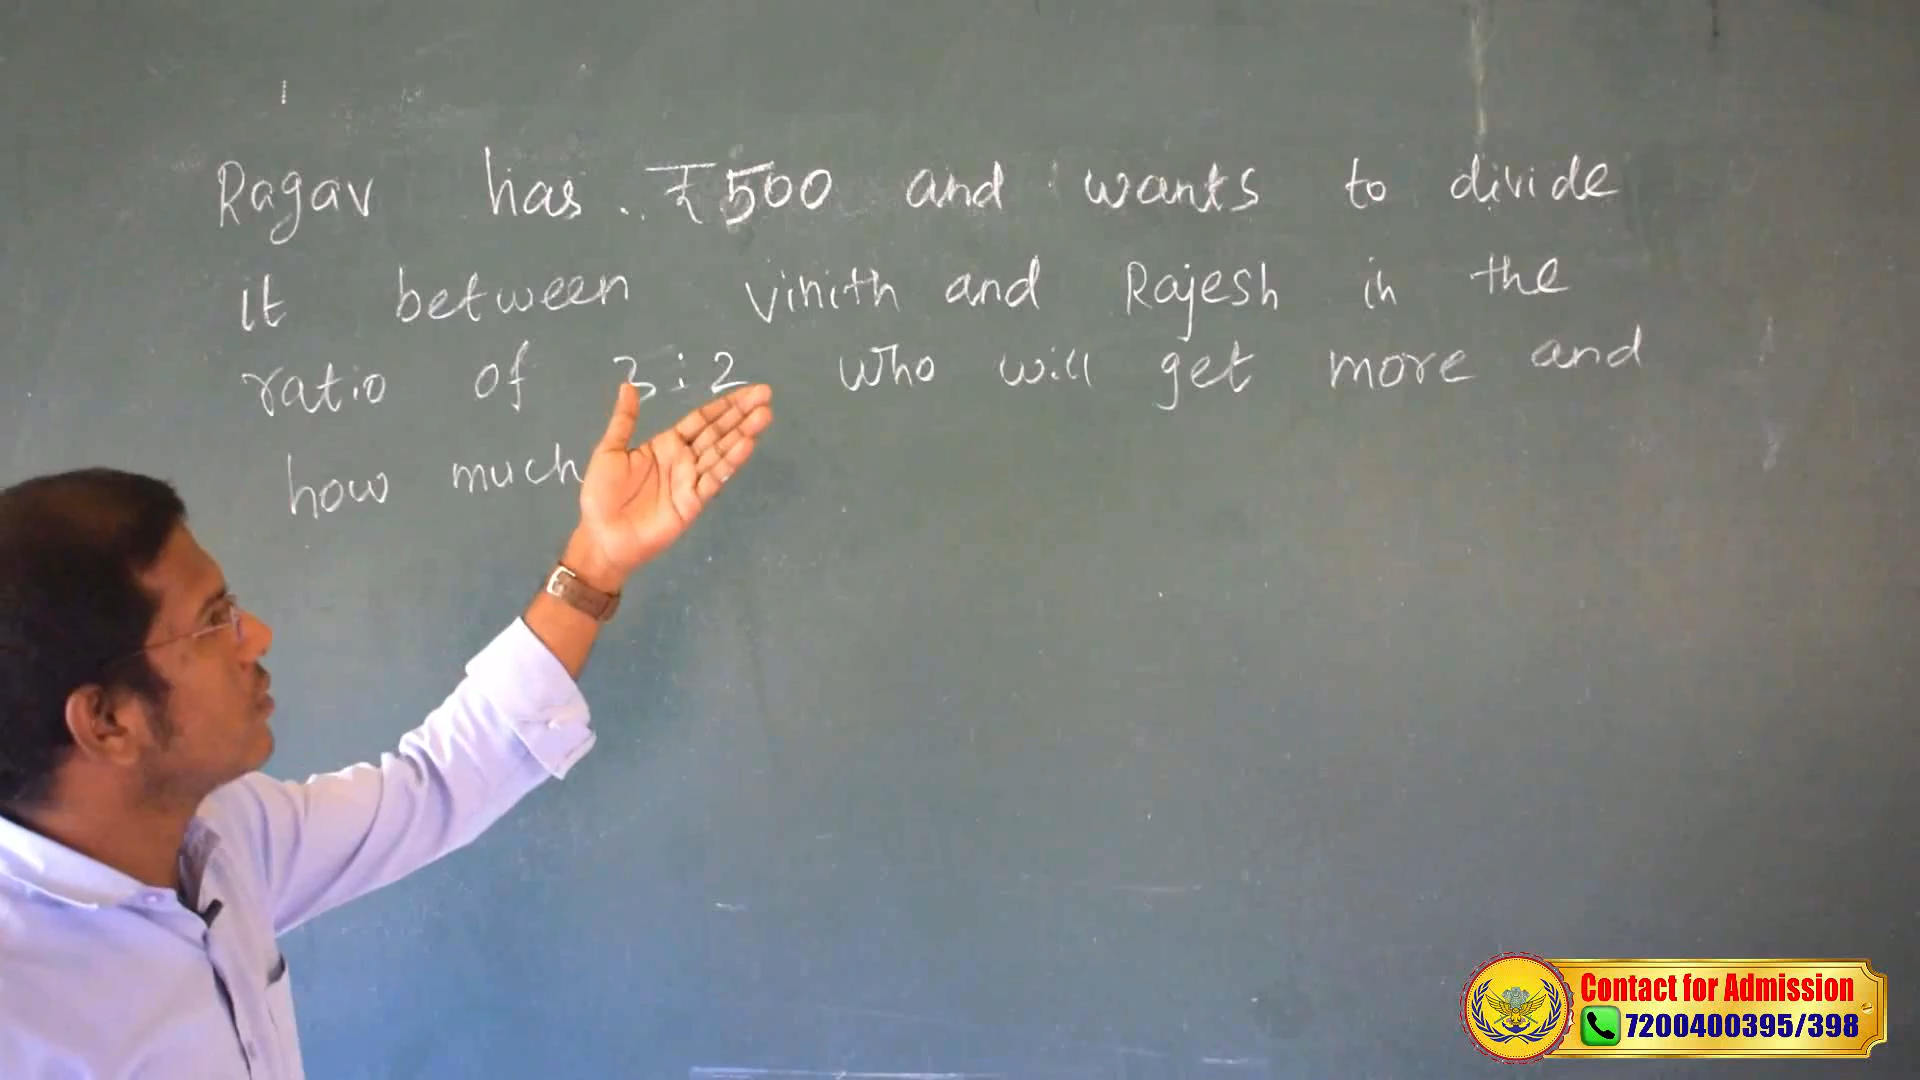 Ragav has ₹500 and wants to divide
it between vinith and Rajesh in the
ratio of 3:2 who will get more and
how much
Contact for Admission
7200400395/398